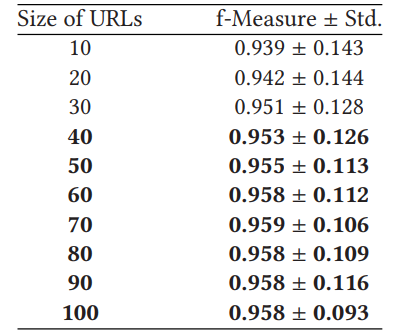 Size of URLs f-Measure ± Std.
10 0.939 ± 0.143
20 0.942 ± 0.144
30 0.951 ± 0.128
40 0.953 ± 0.126
50 0.955 ± 0.113
60 0.958 ± 0.112
70 0.959 ± 0.106
80 0.958 ± 0.109
90 0.958 ± 0.116
100 0.958 ± 0.093